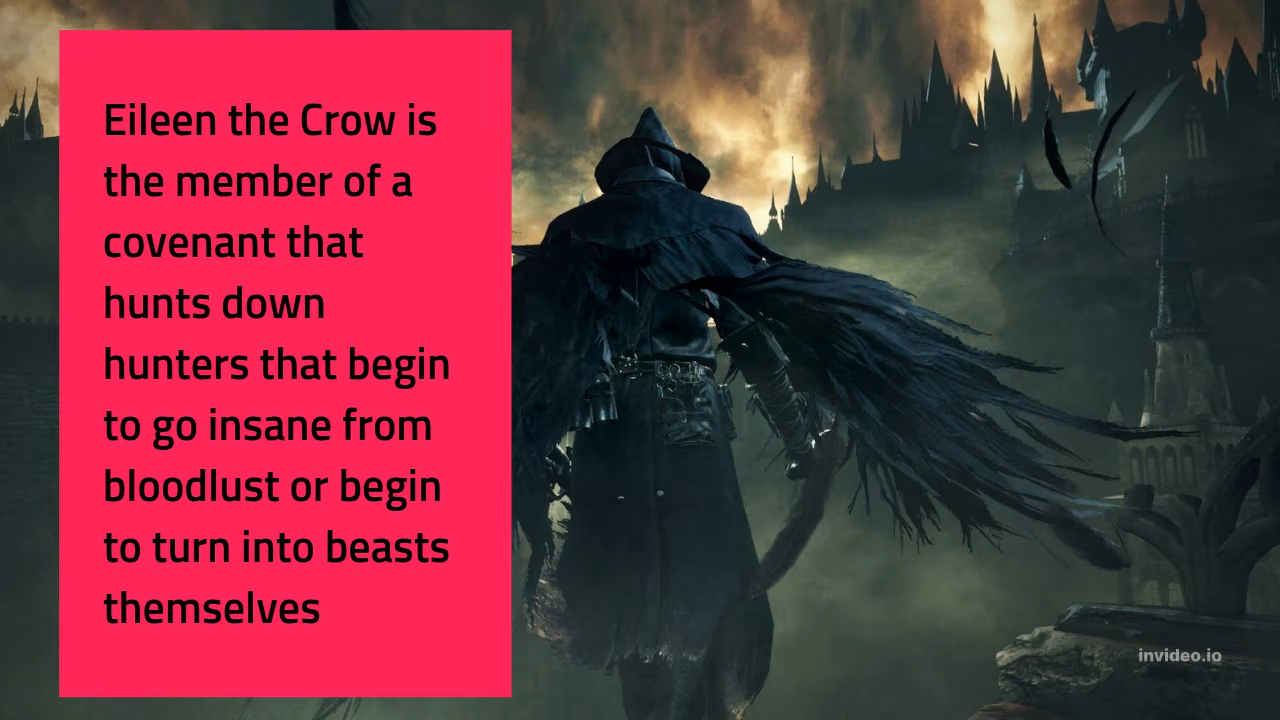 Eileen the Crow is
the member of a
covenant that
hunts down
hunters that begin
to go insane from
bloodlust or begin
to turn into beasts
themselves
invideo.io